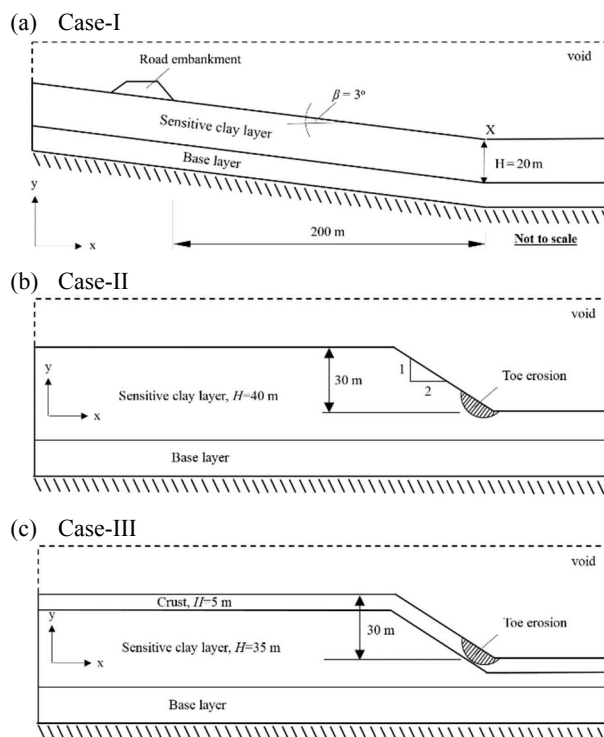 (a) Case-I
void
Road embankment
β = 3º
Sensitive clay layer
X
Base layer
H = 20 m
y
x
200 m
Not to scale
(b) Case-II
void
y
1
2
30 m
Toe erosion
Sensitive clay layer, H=40 m
x
Base layer
(c) Case-III
void
Crust, H=5 m
y
30 m
Toe erosion
Sensitive clay layer, H=35 m
x
Base layer